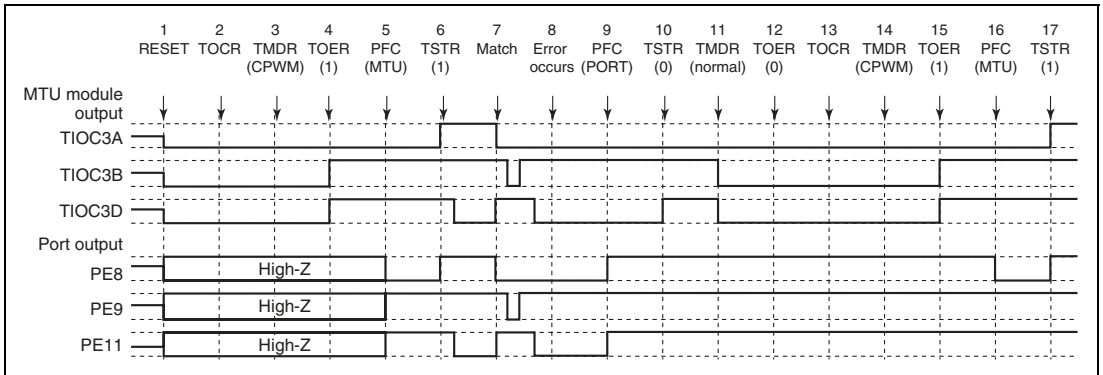 1 2 3 4 5 6 7 8 9 10 11 12 13 14 15 16 17
RESET TOCR TMDR TOER PFC TSTR Match Error PFC TSTR TMDR TOER TOCR TMDR TOER PFC TSTR
(CPWM) (1) (MTU) (1) occurs (PORT) (0) (normal) (0) (CPWM) (1) (MTU) (1)
MTU module
output
TIOC3A
TIOC3B
TIOC3D
Port output
PE8 High-Z
PE9 High-Z
PE11 High-Z